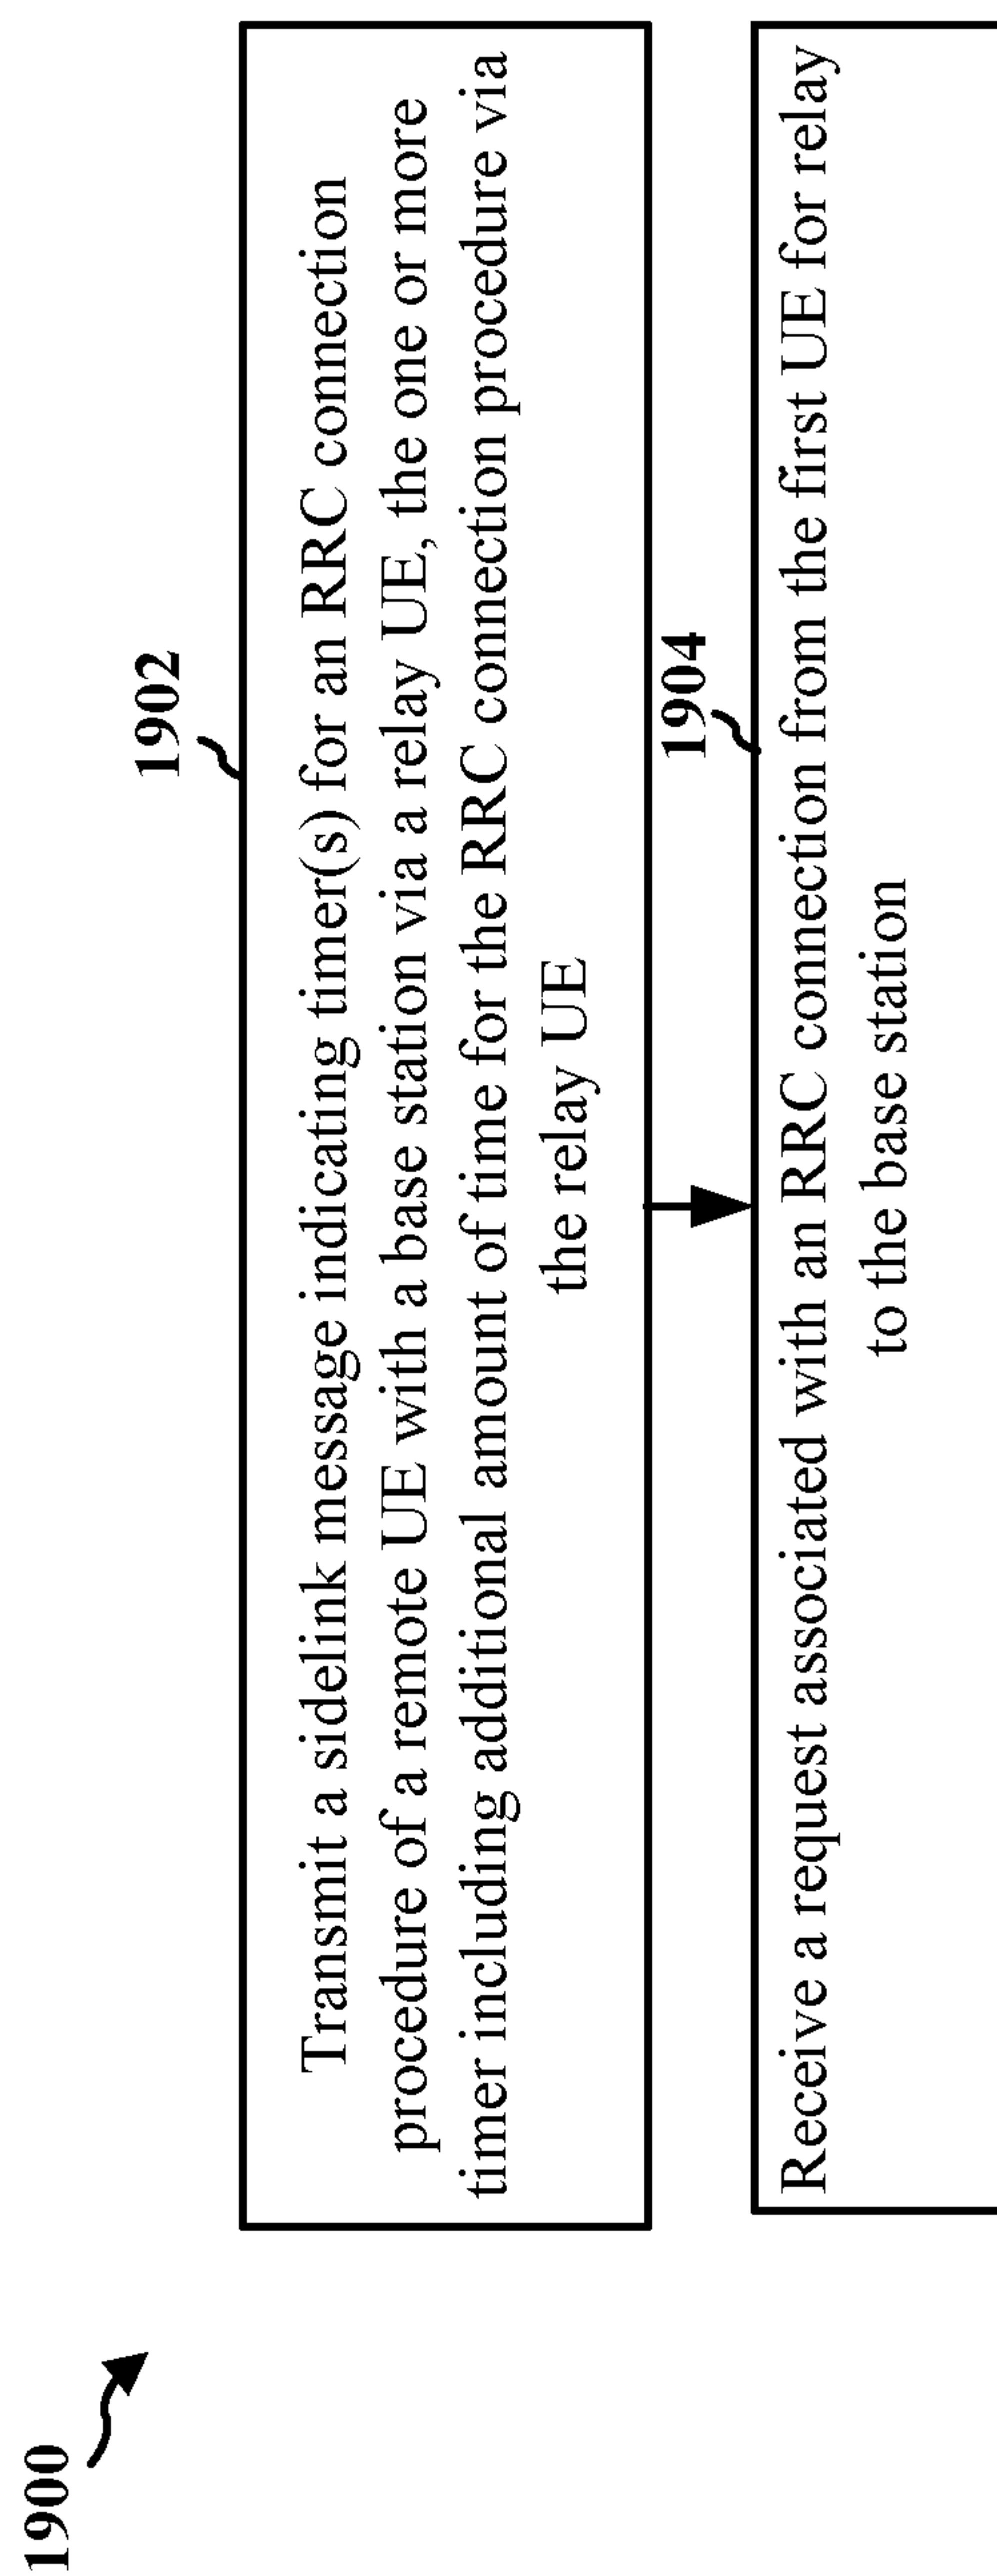 1900
1902
Transmit a sidelink message indicating timer(s) for an RRC connection
procedure of a remote UE with a base station via a relay UE, the one or more
timer including additional amount of time for the RRC connection procedure via
the relay UE
1904
Receive a request associated with an RRC connection from the first UE for relay
to the base station